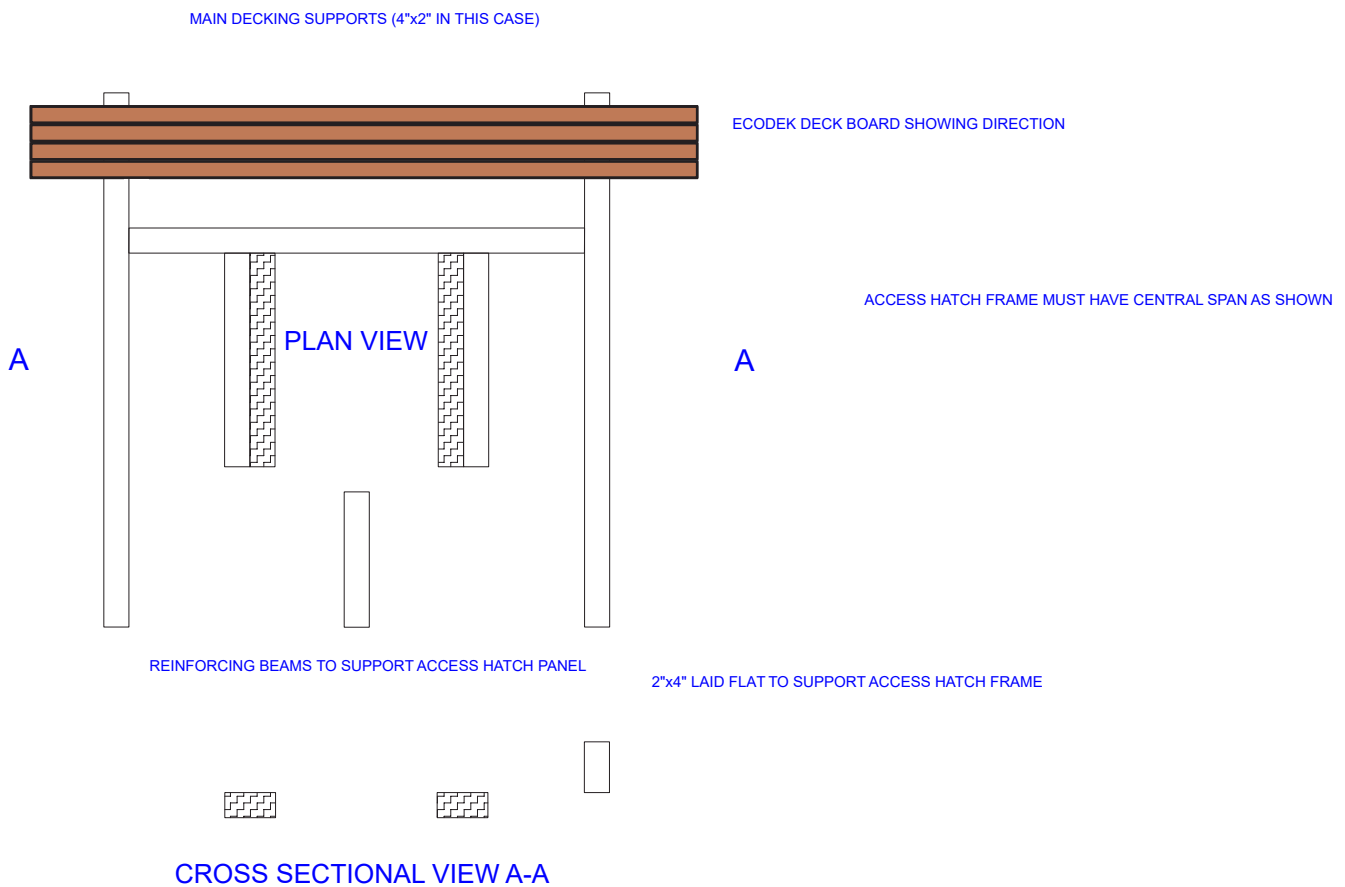 MAIN DECKING SUPPORTS (4"x2" IN THIS CASE)
ECODEK DECK BOARD SHOWING DIRECTION
ACCESS HATCH FRAME MUST HAVE CENTRAL SPAN AS SHOWN
PLAN VIEW
A
A
REINFORCING BEAMS TO SUPPORT ACCESS HATCH PANEL
2"x4" LAID FLAT TO SUPPORT ACCESS HATCH FRAME
CROSS SECTIONAL VIEW A-A